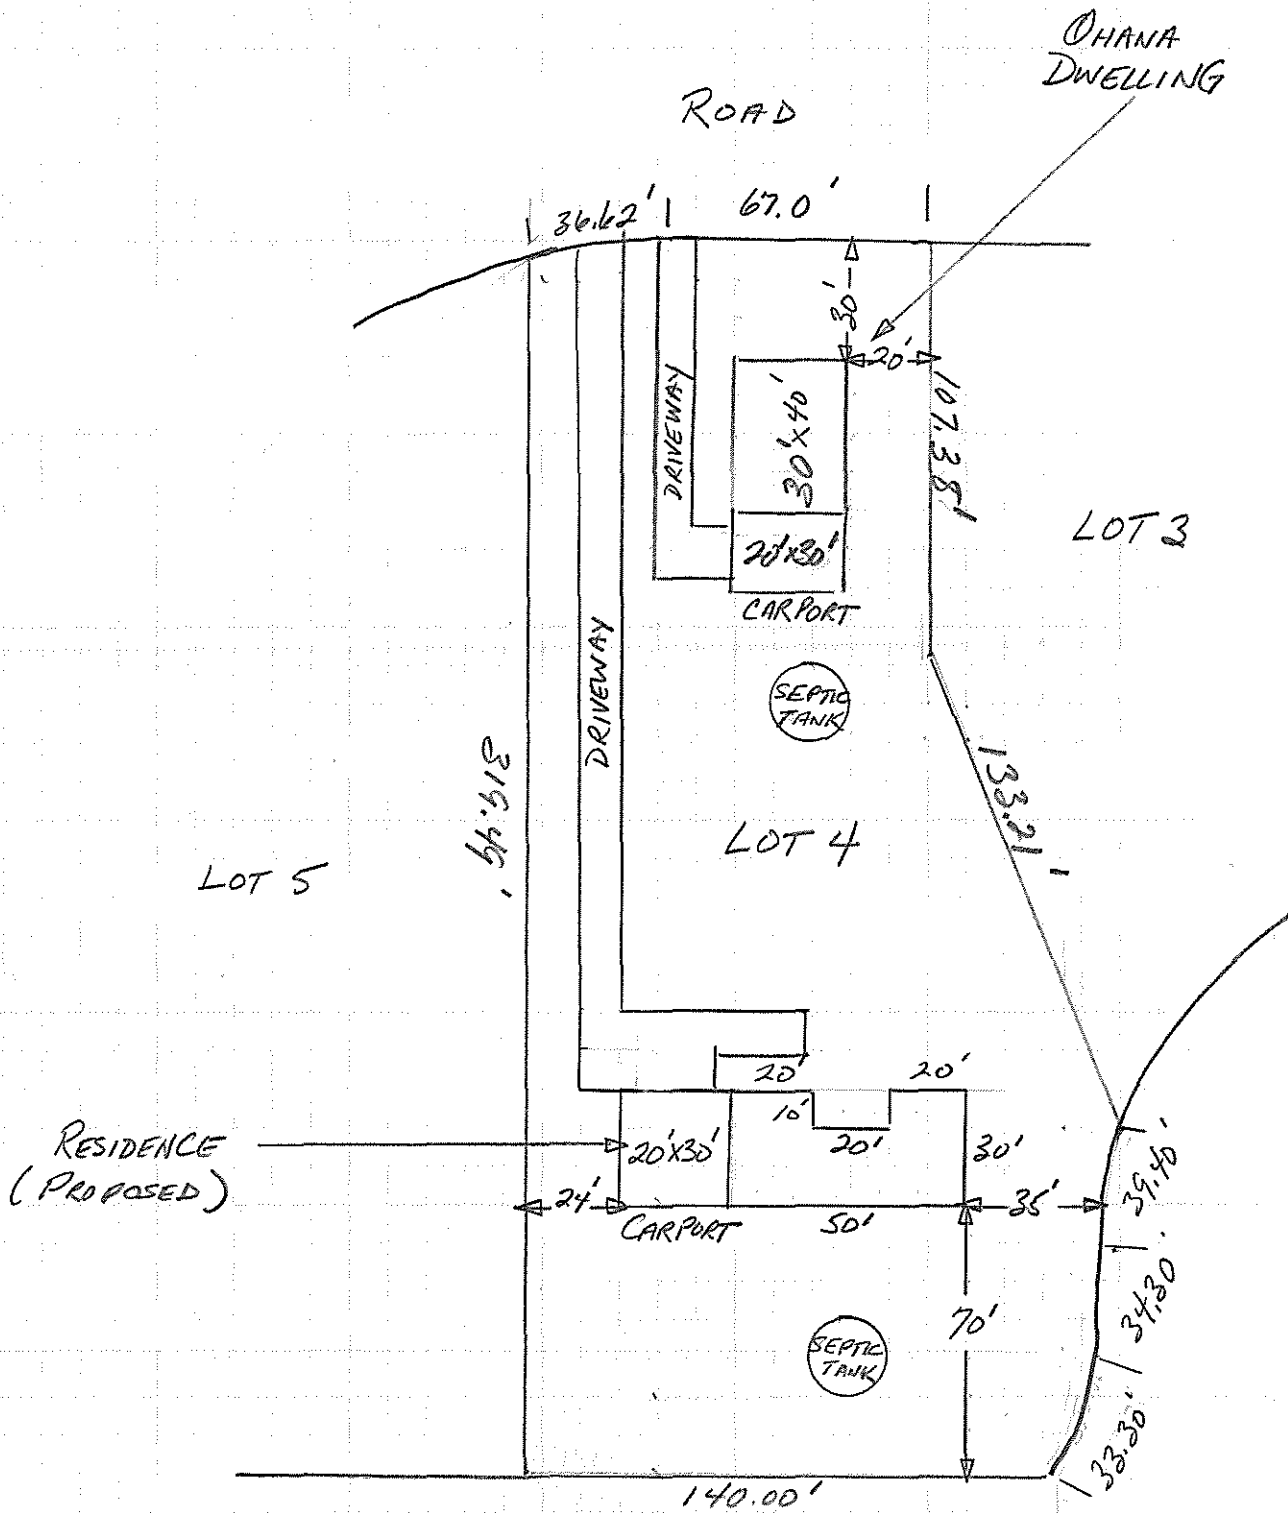 OHANA
DWELLING
ROAD
36.62'
67.0'
30'
20'
DRIVEWAY
30'x40'
107.38'
LOT 3
20'x30'
CARPORT
DRIVEWAY
SEPTIC
TANK
133.21'
LOT 4
LOT 5
20'
20'
10'
RESIDENCE
(PROPOSED)
20'x30'
20'
30'
39.40'
24'
35'
CARPORT
50'
34.30'
70'
SEPTIC
TANK
33.30'
140.00'